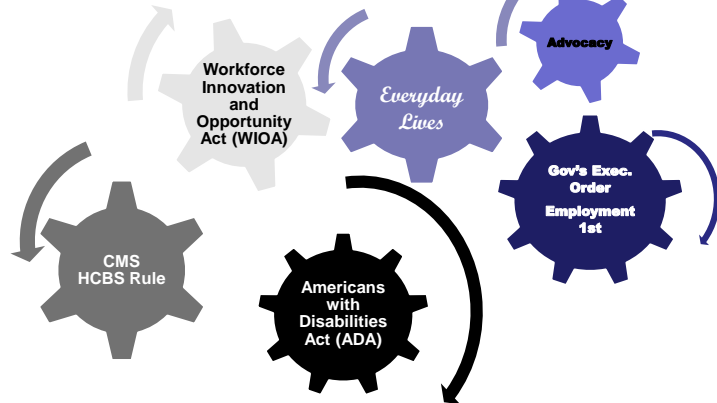 Workforce
Innovation
and
Opportunity
Act (WIOA)
Everyday
Lives
Advocacy
Gov's Exec.
Order
Employment
1st
CMS
HCBS Rule
Americans
with
Disabilities
Act (ADA)